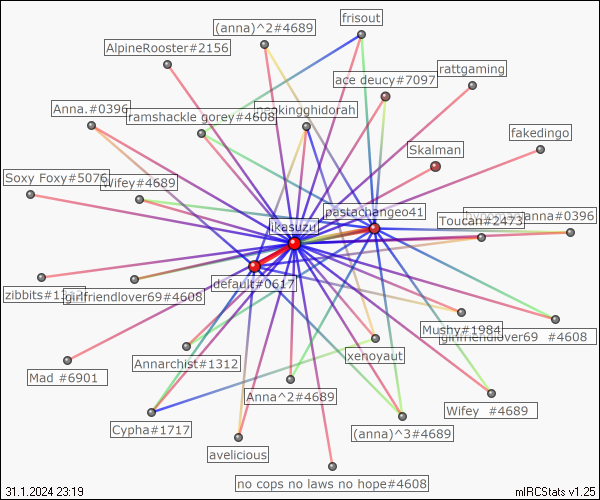 frisout
(anna)^2#4689
AlpineRooster#2156
rattgaming
ace deucy#7097
Anna.#0396
ramshackle gorey#4608
fakedingo
Skalman
Soxy Foxy#5076
Wifey#4689
pastachangeo41
Toucan#2473
anna#0396
ikasuzu
default#0617
zibbits#1
girlfriendlover69#4608
Mushy#1984
girlfriendlover69 #4608
xenoyaut
Annarchist#1312
Mad #6901
Anna^2#4689
Wifey #4689
Cypha#1717
(anna)^3#4689
avelicious
no cops no laws no hope#4608
31.1.2024 23:19
mIRCStats v1.25